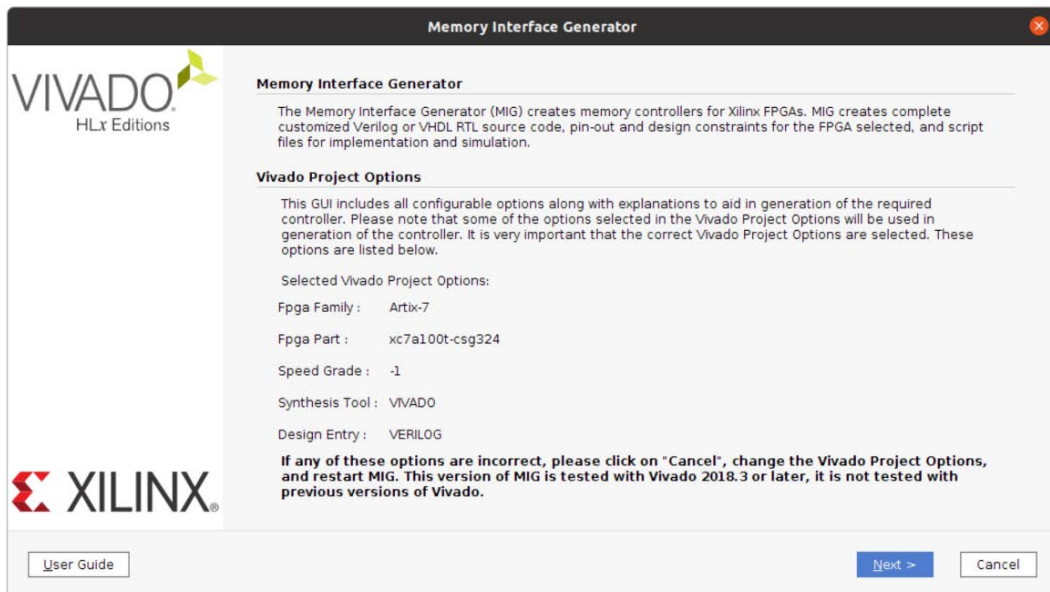 Memory Interface Generator
VIVADO.
HLx Editions
Memory Interface Generator
The Memory Interface Generator (MIG) creates memory controllers for Xilinx FPGAs. MIG creates complete
customized Verilog or VHDL RTL source code, pin-out and design constraints for the FPGA selected, and script
files for implementation and simulation.
Vivado Project Options
This GUI includes all configurable options along with explanations to aid in generation of the required
controller. Please note that some of the options selected in the Vivado Project Options will be used in
generation of the controller. It is very important that the correct Vivado Project Options are selected. These
options are listed below.
Selected Vivado Project Options:
Fpga Family : Artix-7
Fpga Part : xc7a100t-csg324
Speed Grade : -1
Synthesis Tool : VIVADO
Design Entry : VERILOG
If any of these options are incorrect, please click on "Cancel", change the Vivado Project Options,
and restart MIG. This version of MIG is tested with Vivado 2018.3 or later, it is not tested with
previous versions of Vivado.
XILINX®
User Guide
Next >
Cancel